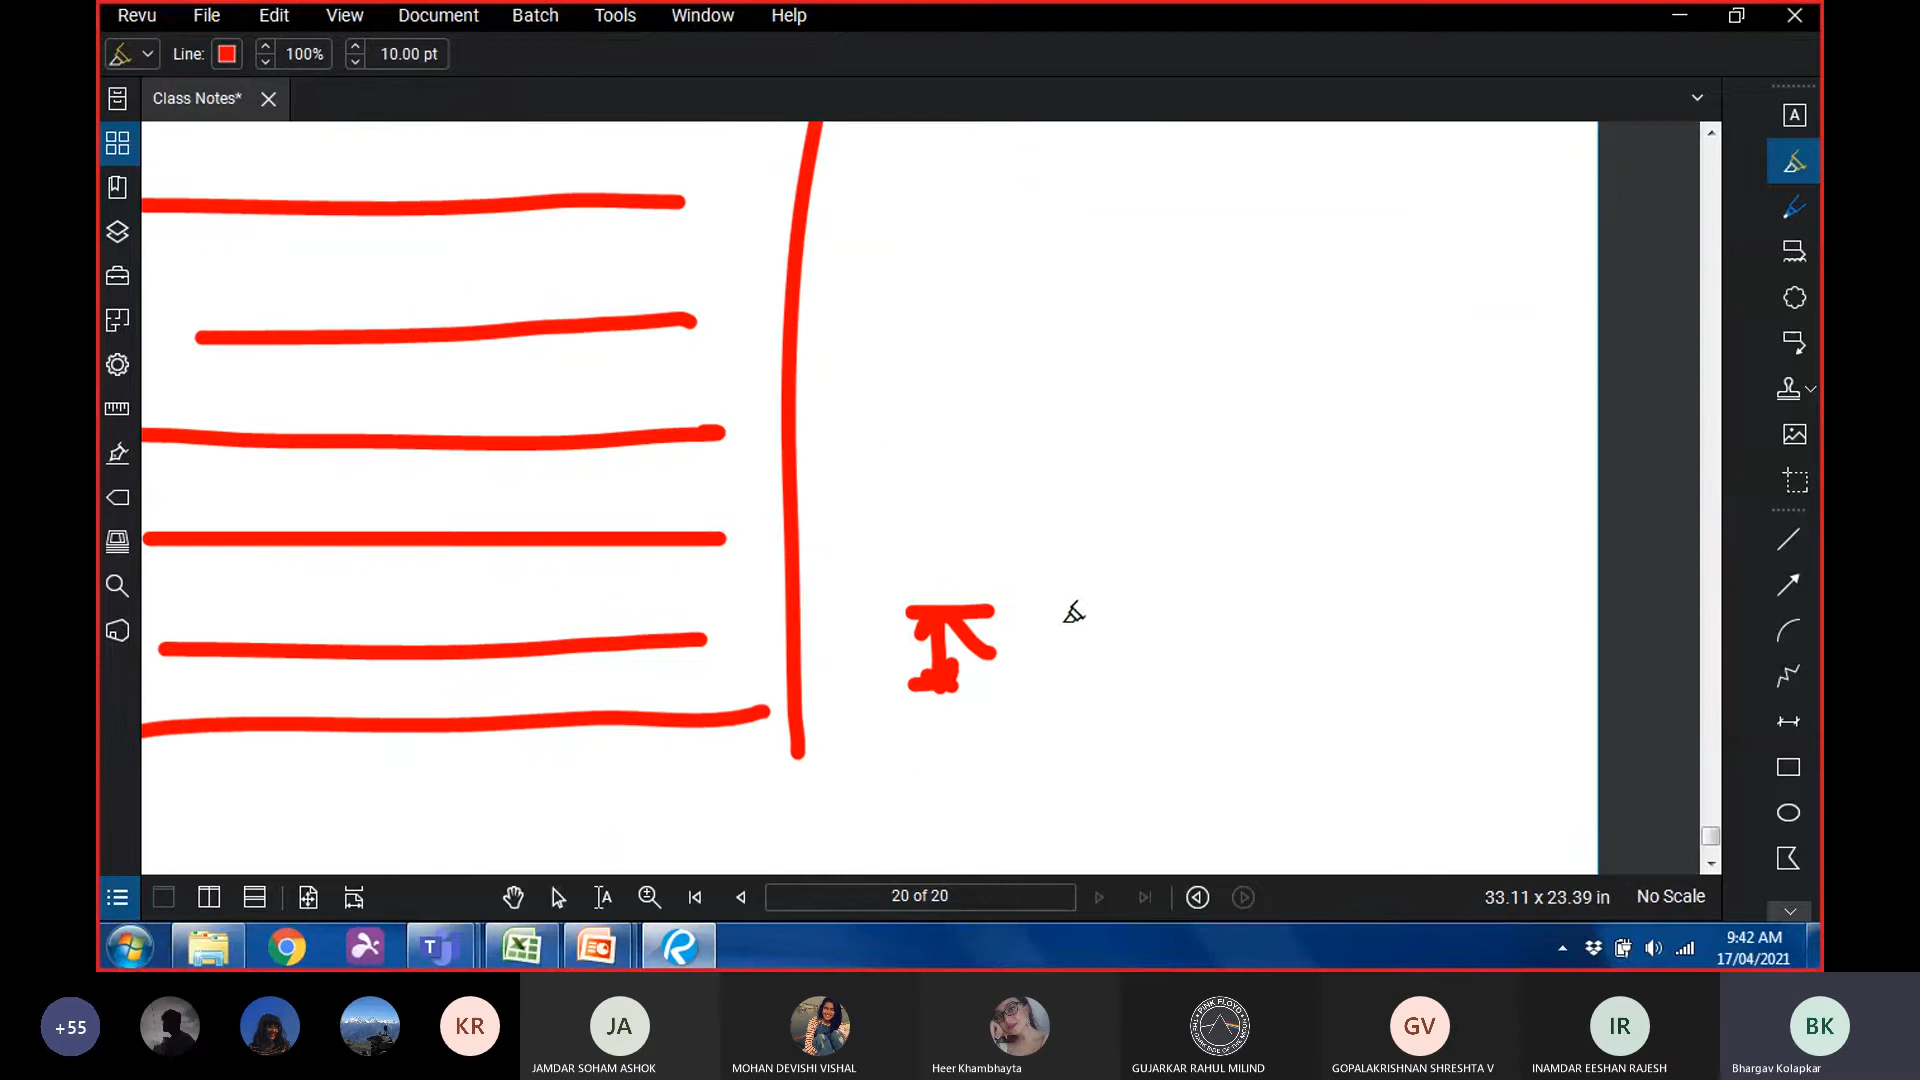 Revu File Edit View Document Batch Tools Window Help
Line: 100% 10.00 pt
Class Notes*
A
A
20 of 20
33.11 x 23.39 in No Scale
T
9:42 AM
17/04/2021
+55
KR
JA
GV
IR
BK
PINK FLOYD
JAMDAR SOHAM ASHOK
MOHAN DEVISHI VISHAL
Heer Khambhayta
GUJARKAR RAHUL MILIND
GOPALAKRISHNAN SHRESHTA V
INAMDAR EESHAN RAJESH
Bhargav Kolapkar